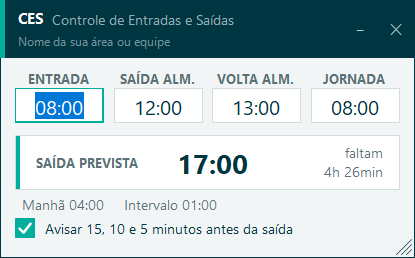 CES Controle de Entradas e Saídas
Nome da sua área ou equipe
ENTRADA SAÍDA ALM. VOLTA ALM. JORNADA
08:00 12:00 13:00 08:00
SAÍDA PREVISTA 17:00 faltam
4h 26min
Manhã 04:00 Intervalo 01:00
Avisar 15, 10 e 5 minutos antes da saída